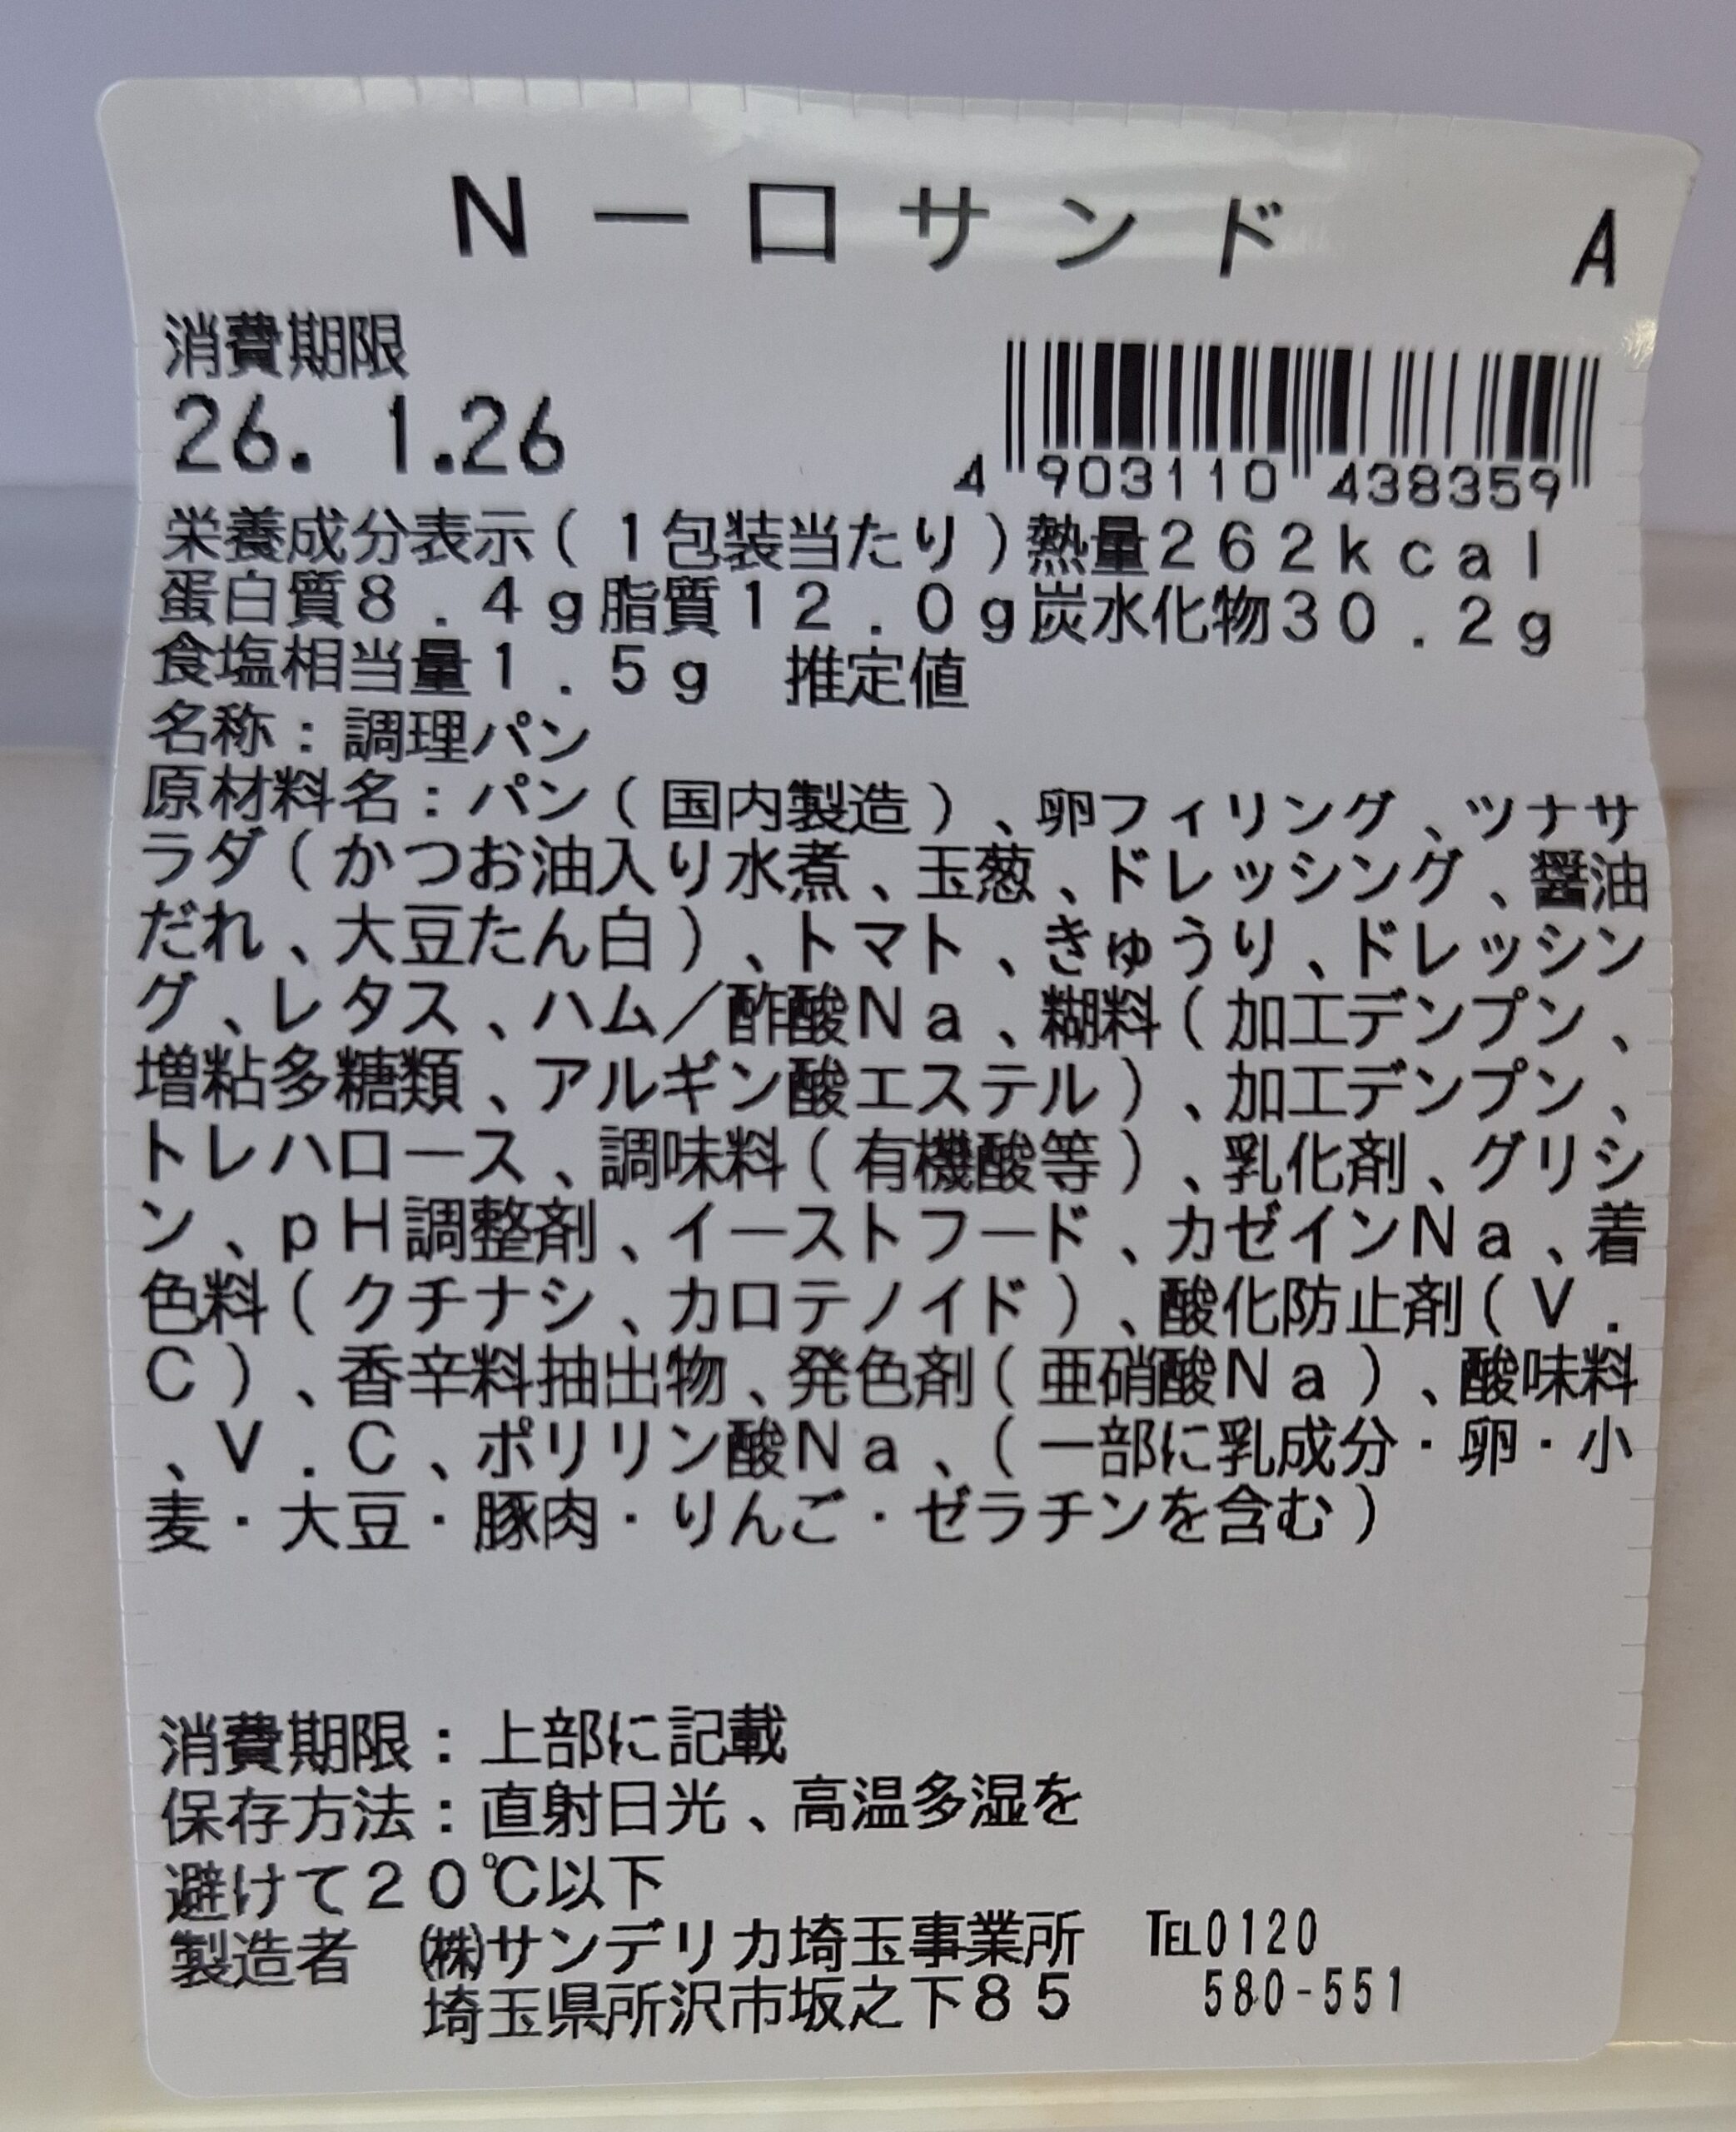 N一口サンド A
消費期限
26. 1.26
4 903110 438359
栄養成分表示(1包装当たり)熱量262kcal
蛋白質8.4g脂質12.0g炭水化物30.2g
食塩相当量1.5g 推定値
名称:調理パン
原材料名:パン(国内製造)、卵フィリング、ツナサ
ラダ(かつお油入り水煮、玉葱、ドレッシング、醤油
だれ、大豆たん白)、トマト、きゅうり、ドレッシン
グ、レタス、ハム/酢酸Na、糊料(加工デンプン、
増粘多糖類、アルギン酸エステル)、加工デンプン、
トレハロース、調味料(有機酸等)、乳化剤、グリシ
ン、pH調整剤、イーストフード、カゼインNa、着
色料(クチナシ、カロテノイド)、酸化防止剤(V.
C)、香辛料抽出物、発色剤(亜硝酸Na)、酸味料
、V.C、ポリリン酸Na、(一部に乳成分・卵・小
麦・大豆・豚肉・りんご・ゼラチンを含む)
消費期限:上部に記載
保存方法:直射日光、高温多湿を
避けて20℃以下
製造者 ㈱サンデリカ埼玉事業所 TEL0120
埼玉県所沢市坂之下85 580-551